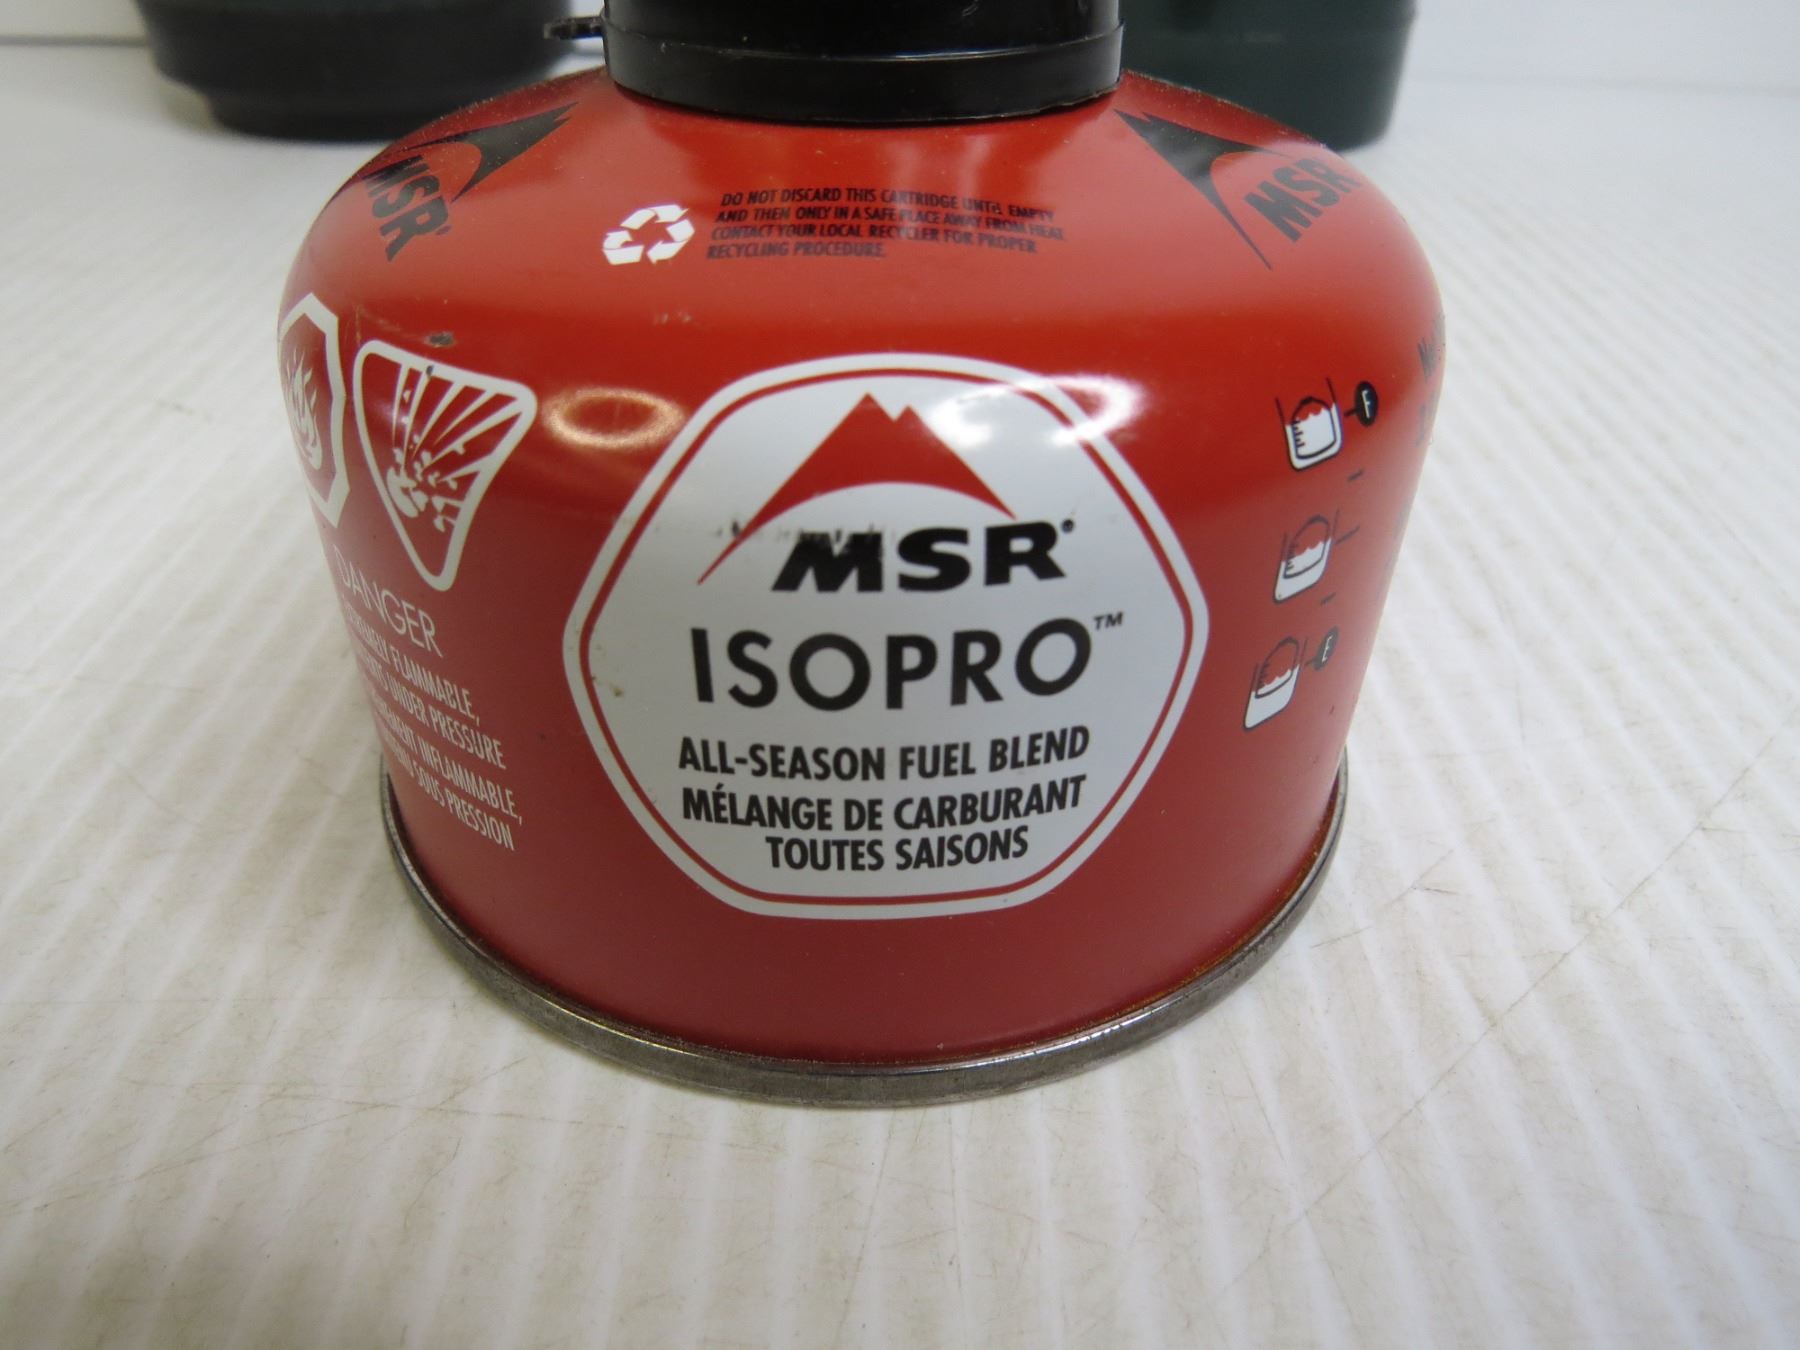 MSR
MSR
DO NOT DISCARD THIS CARTRIDGE UNTIL EMPTY
AND THEN ONLY IN A SAFE PLACE AWAY FROM HEAT.
CONTACT YOUR LOCAL RECYCLER FOR PROPER
RECYCLING PROCEDURE.
MSR®
ISOPRO™
ALL-SEASON FUEL BLEND
MÉLANGE DE CARBURANT
TOUTES SAISONS
DANGER
FLAMMABLE,
UNDER PRESSURE
INFLAMMABLE,
SOUS PRESSION
F
E